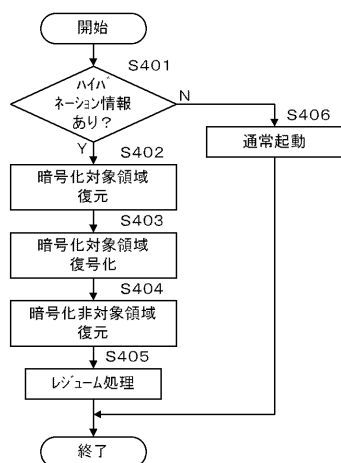 開始
S401
ハイバ
ネーション情報
あり?
N
Y
S406
通常起動
S402
暗号化対象領域
復元
S403
暗号化対象領域
復号化
S404
暗号化非対象領域
復元
S405
レジューム処理
終了